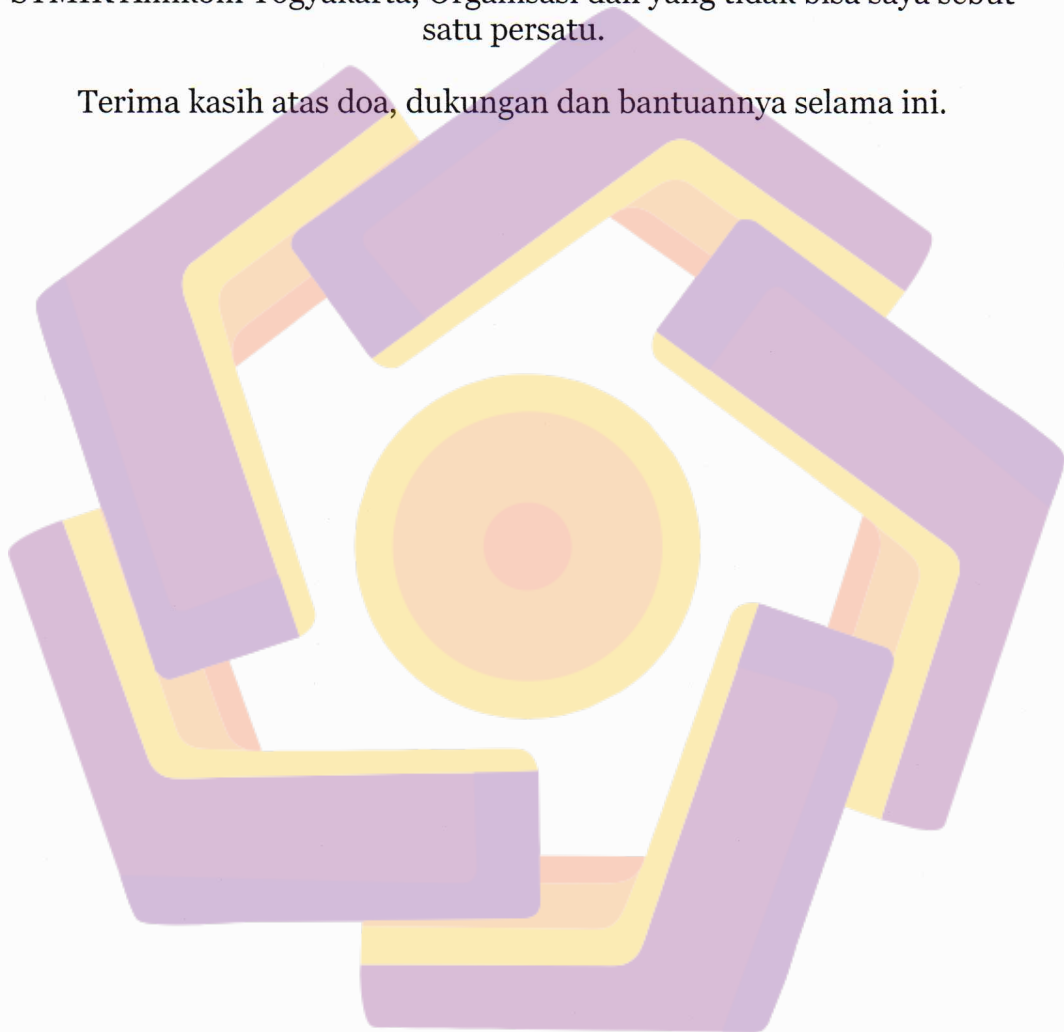 STMIK Amikom Yogyakarta, Organisasi dan yang tidak bisa saya sebut
satu persatu.
Terima kasih atas doa, dukungan dan bantuannya selama ini.